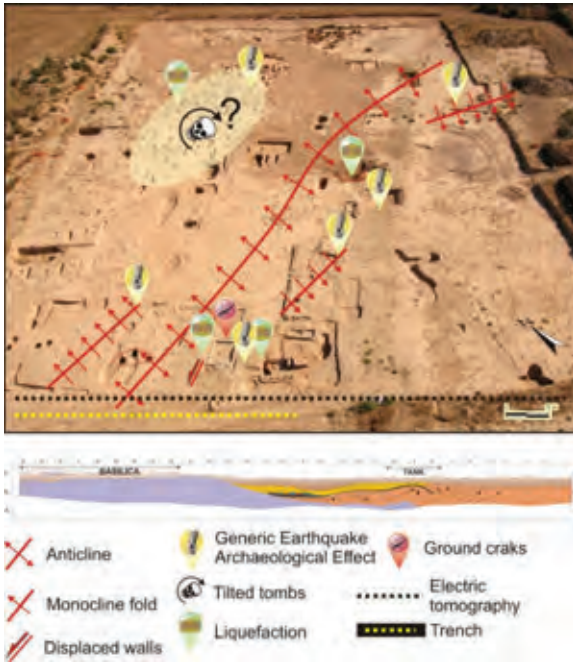 ?
BASILICA
TANK
Anticline
Generic Earthquake
Archaeological Effect
Ground craks
Monocline fold
Tilted tombs
Electric
tomography
Displaced walls
Liquefaction
Trench